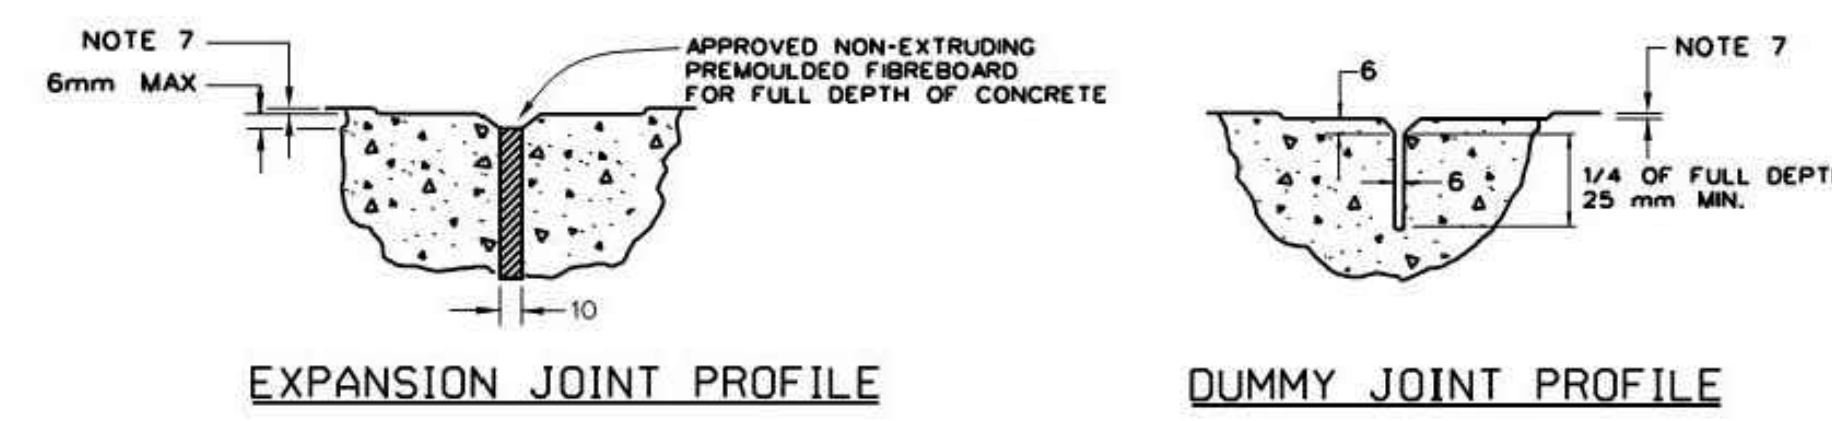 NOTE 7
6mm MAX
APPROVED NON-EXTRUDING
PREMOULDED FIBREBOARD
FOR FULL DEPTH OF CONCRETE
10
EXPANSION JOINT PROFILE
6
NOTE 7
6
1/4 OF FULL DEPT
25 mm MIN.
DUMMY JOINT PROFILE